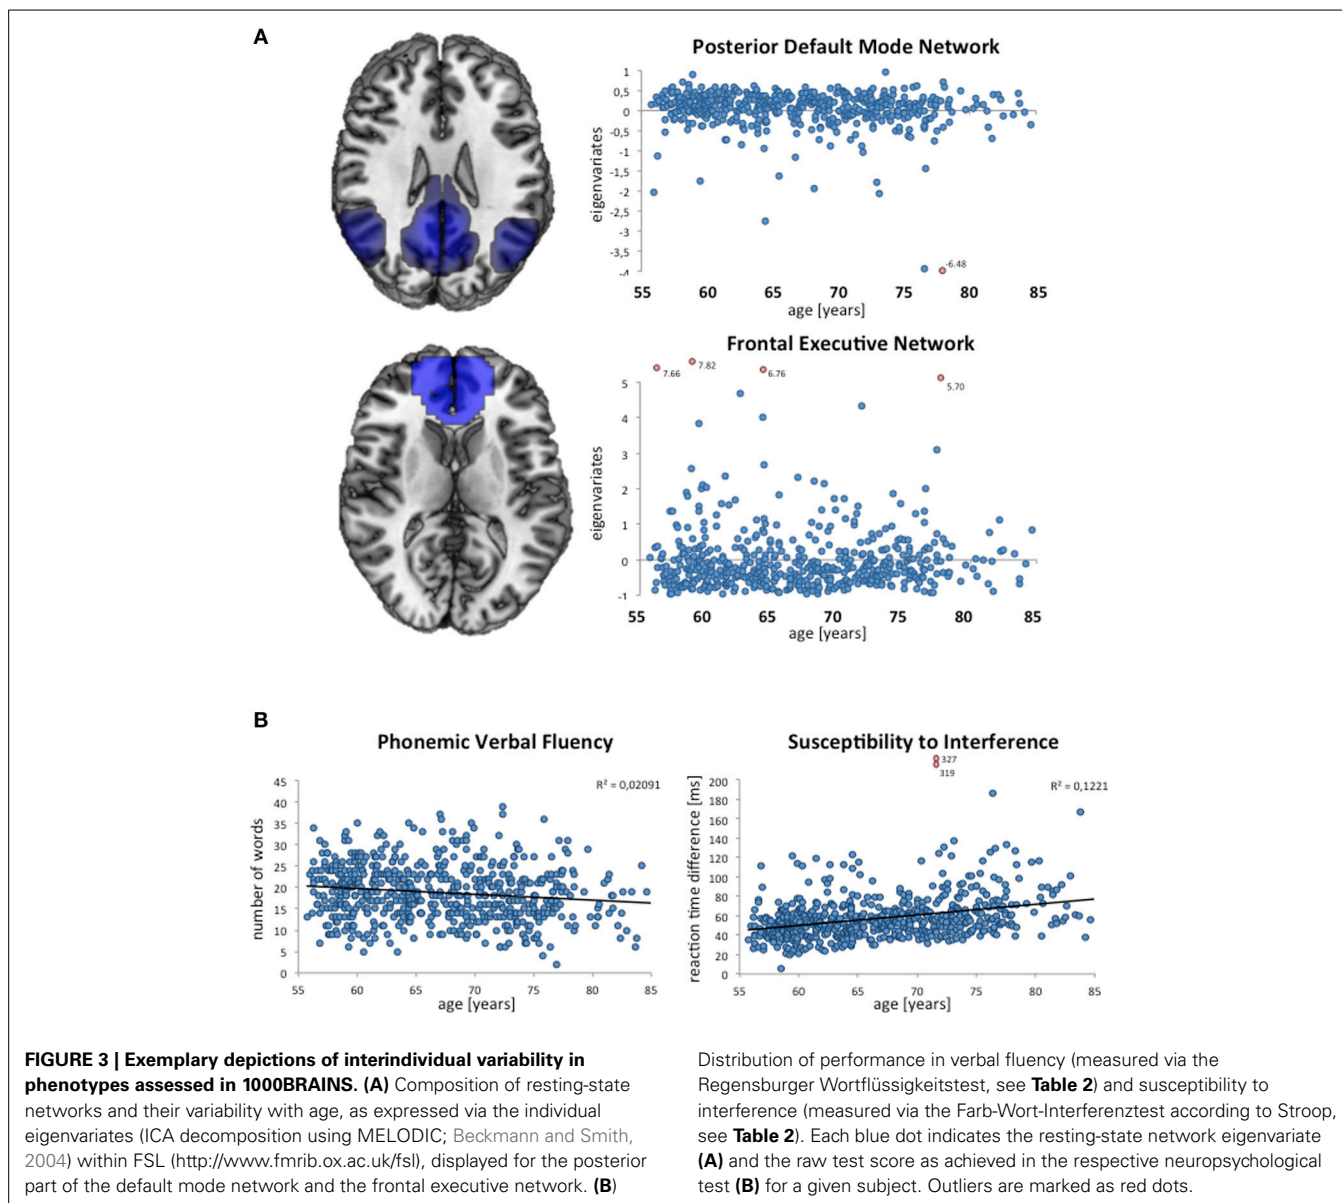 A
Posterior Default Mode Network
eigenvariates
1
0,5
0
-0,5
-1
-1,5
-2
-2,5
-3
-3,5
-4
-6.48
55 60 65 70 75 80 85
age [years]
Frontal Executive Network
7.66
7.82
6.76
5.70
eigenvariates
5
4
3
2
1
0
-1
55 60 65 70 75 80 85
age [years]
B
Phonemic Verbal Fluency
R² = 0,02091
number of words
45
40
35
30
25
20
15
10
5
0
55 60 65 70 75 80 85
age [years]
Susceptibility to Interference
327
319
R² = 0,1221
reaction time difference [ms]
200
180
160
140
120
100
80
60
40
20
0
55 60 65 70 75 80 85
age [years]
FIGURE 3 | Exemplary depictions of interindividual variability in
phenotypes assessed in 1000BRAINS. (A) Composition of resting-state
networks and their variability with age, as expressed via the individual
eigenvariates (ICA decomposition using MELODIC; Beckmann and Smith,
2004) within FSL (http://www.fmrib.ox.ac.uk/fsl), displayed for the posterior
part of the default mode network and the frontal executive network. (B)
Distribution of performance in verbal fluency (measured via the
Regensburger Wortflüssigkeitstest, see Table 2) and susceptibility to
interference (measured via the Farb-Wort-Interferenztest according to Stroop,
see Table 2). Each blue dot indicates the resting-state network eigenvariate
(A) and the raw test score as achieved in the respective neuropsychological
test (B) for a given subject. Outliers are marked as red dots.